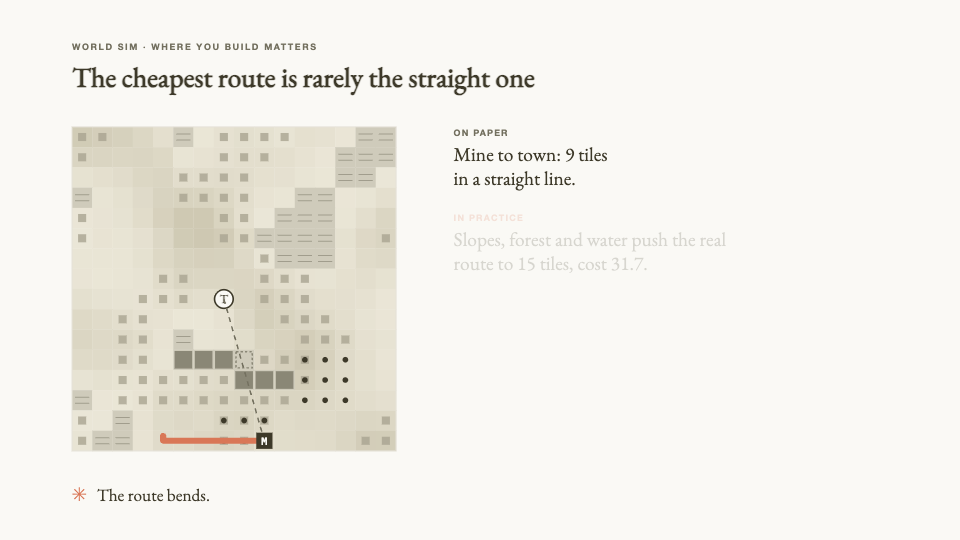 WORLD SIM · WHERE YOU BUILD MATTERS
The cheapest route is rarely the straight one
ON PAPER
Mine to town: 9 tiles
in a straight line.
IN PRACTICE
Slopes, forest and water push the real
route to 15 tiles, cost 31.7.
T
M
The route bends.